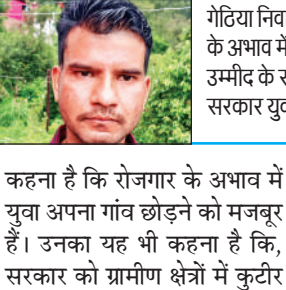 गेठिया निवा
के अभाव में
उम्मीद के स
सरकार युव
कहना है कि रोजगार के अभाव में
युवा अपना गांव छोड़ने को मजबूर
हैं। उनका यह भी कहना है कि,
सरकार को ग्रामीण क्षेत्रों में कुटीर